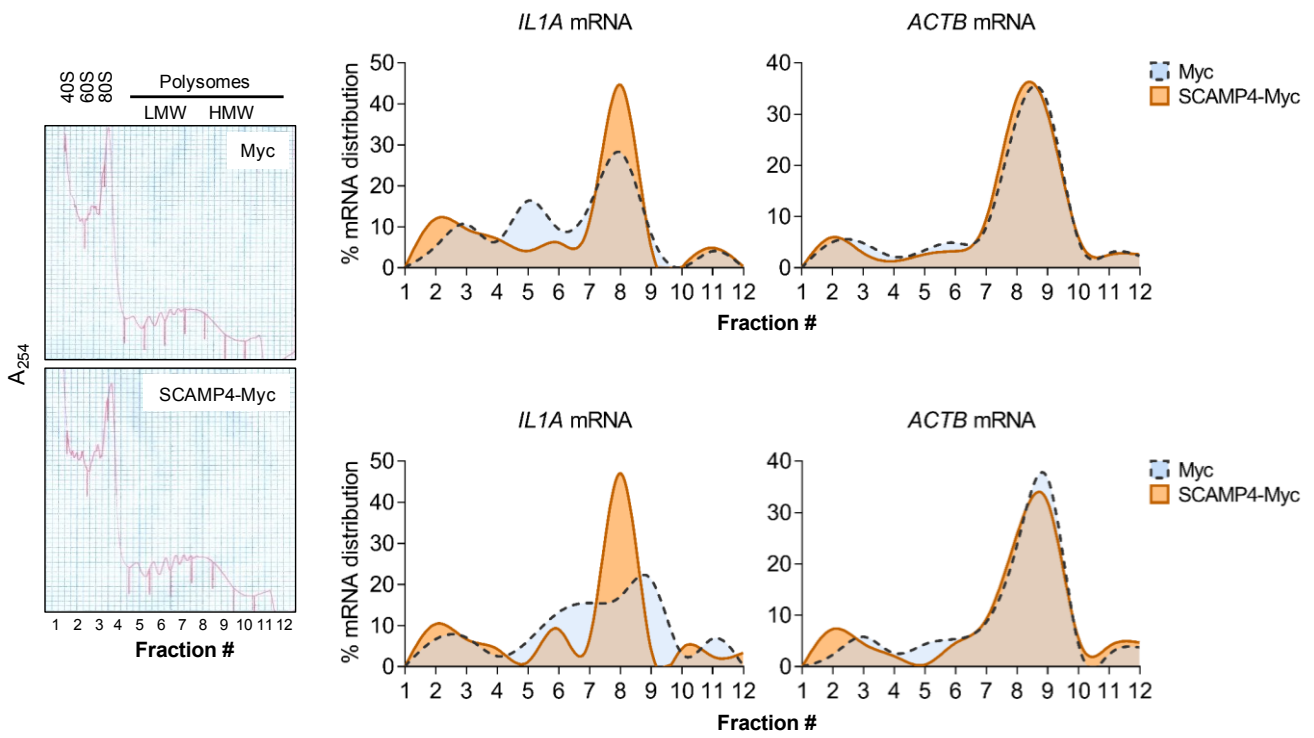 40S
60S
80S
Polysomes
LMW HMW
Myc
SCAMP4-Myc
A254
1 2 3 4 5 6 7 8 9 10 11 12
Fraction #
IL1A mRNA
% mRNA distribution
50
40
30
20
10
0
1 2 3 4 5 6 7 8 9 10 11 12
Fraction #
ACTB mRNA
40
30
20
10
0
1 2 3 4 5 6 7 8 9 10 11 12
Myc
SCAMP4-Myc
IL1A mRNA
% mRNA distribution
50
40
30
20
10
0
1 2 3 4 5 6 7 8 9 10 11 12
Fraction #
ACTB mRNA
40
30
20
10
0
1 2 3 4 5 6 7 8 9 10 11 12
Fraction #
Myc
SCAMP4-Myc
Fraction #